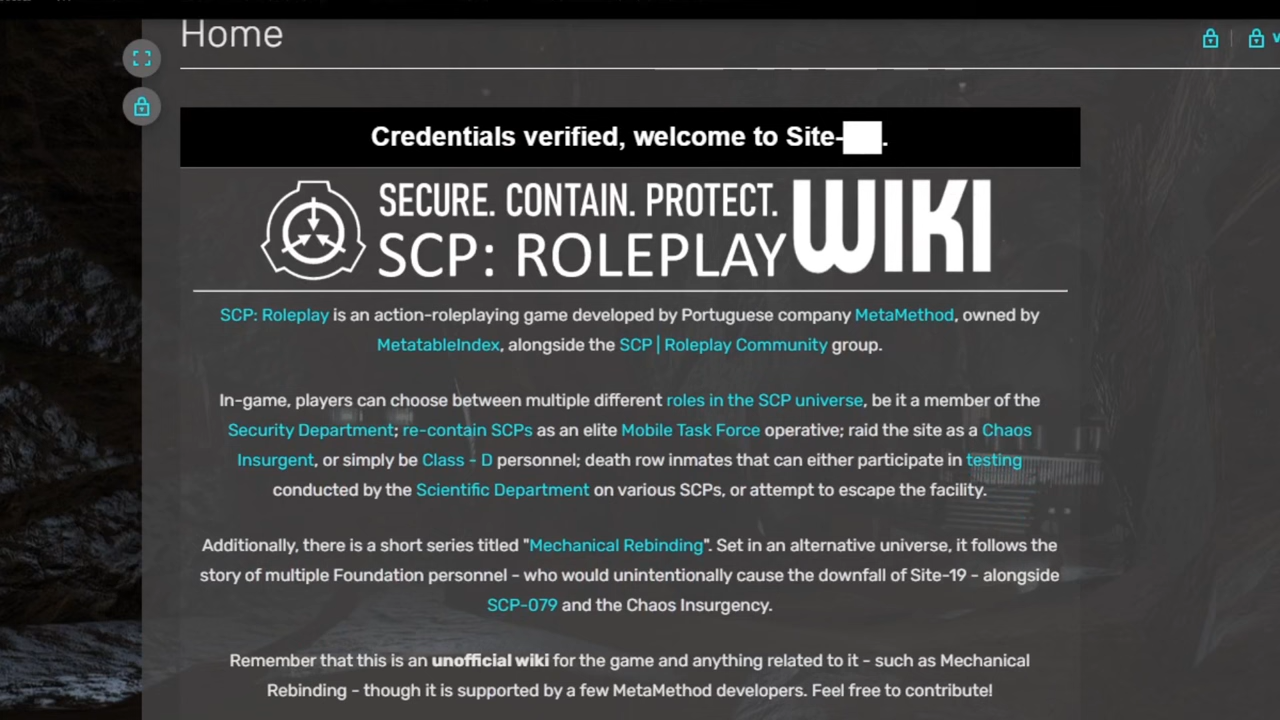 Home
Credentials verified, welcome to Site-
SECURE. CONTAIN. PROTECT.
SCP: ROLEPLAY WIKI
SCP: Roleplay is an action-roleplaying game developed by Portuguese company MetaMethod, owned by
MetatableIndex, alongside the SCP | Roleplay Community group.
In-game, players can choose between multiple different roles in the SCP universe, be it a member of the
Security Department; re-contain SCPs as an elite Mobile Task Force operative; raid the site as a Chaos
Insurgent, or simply be Class - D personnel; death row inmates that can either participate in testing
conducted by the Scientific Department on various SCPs, or attempt to escape the facility.
Additionally, there is a short series titled "Mechanical Rebinding". Set in an alternative universe, it follows the
story of multiple Foundation personnel - who would unintentionally cause the downfall of Site-19 - alongside
SCP-079 and the Chaos Insurgency.
Remember that this is an unofficial wiki for the game and anything related to it - such as Mechanical
Rebinding - though it is supported by a few MetaMethod developers. Feel free to contribute!